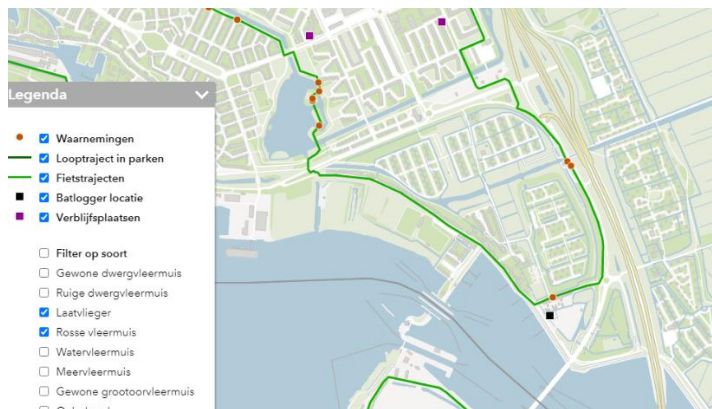 Legenda
Waarnemingen
Looptraject in parken
Fietstrajecten
Batlogger locatie
Verblijfsplaatsen
Filter op soort
Gewone dwergvleermuis
Ruige dwergvleermuis
Laatvlieger
Rosse vleermuis
Watervleermuis
Meervleermuis
Gewone grootoorvleermuis